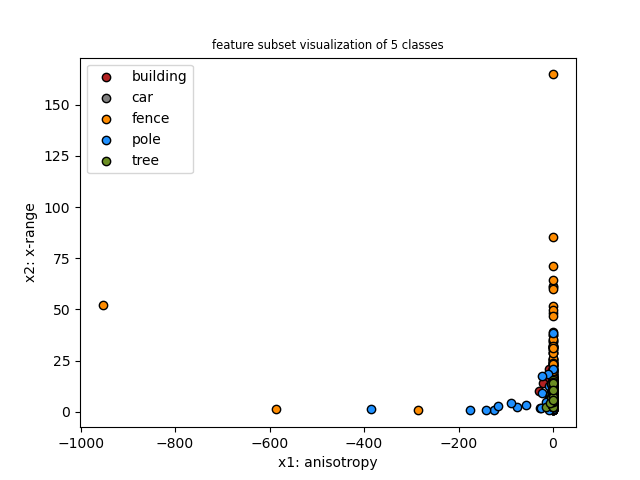 feature subset visualization of 5 classes
building
car
fence
pole
tree
150
125
100
75
50
25
0
x2: x-range
−1000 −800 −600 −400 −200 0
x1: anisotropy